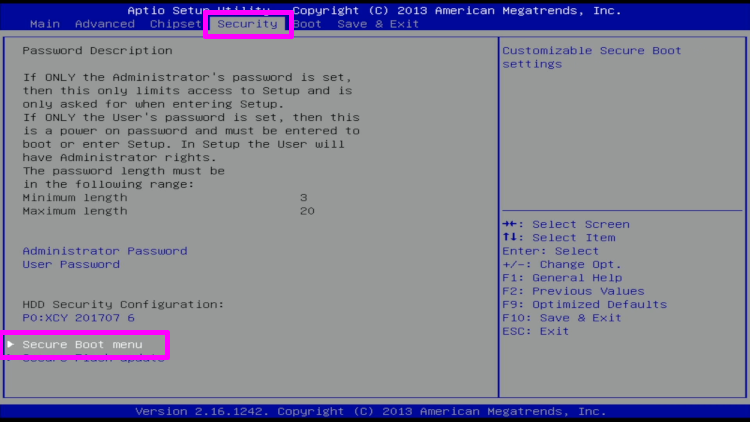 Aptio Setup Utility - Copyright (C) 2013 American Megatrends, Inc.
Main Advanced Chipset Security Boot Save & Exit
Password Description
If ONLY the Administrator's password is set,
then this only limits access to Setup and is
only asked for when entering Setup.
If ONLY the User's password is set, then this
is a power on password and must be entered to
boot or enter Setup. In Setup the User will
have Administrator rights.
The password length must be
in the following range:
Minimum length 3
Maximum length 20
Administrator Password
User Password
HDD Security Configuration:
P0:XCY 201707 6
Secure Boot menu
Secure Flash update
Customizable Secure Boot
settings
→←: Select Screen
↑↓: Select Item
Enter: Select
+/-: Change Opt.
F1: General Help
F2: Previous Values
F9: Optimized Defaults
F10: Save & Exit
ESC: Exit
Version 2.16.1242. Copyright (C) 2013 American Megatrends, Inc.